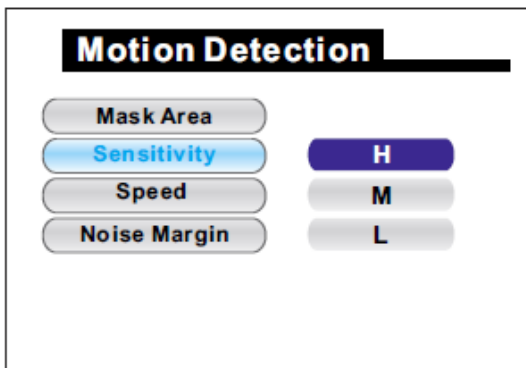 Motion Detection
Mask Area
Sensitivity
H
Speed
M
Noise Margin
L